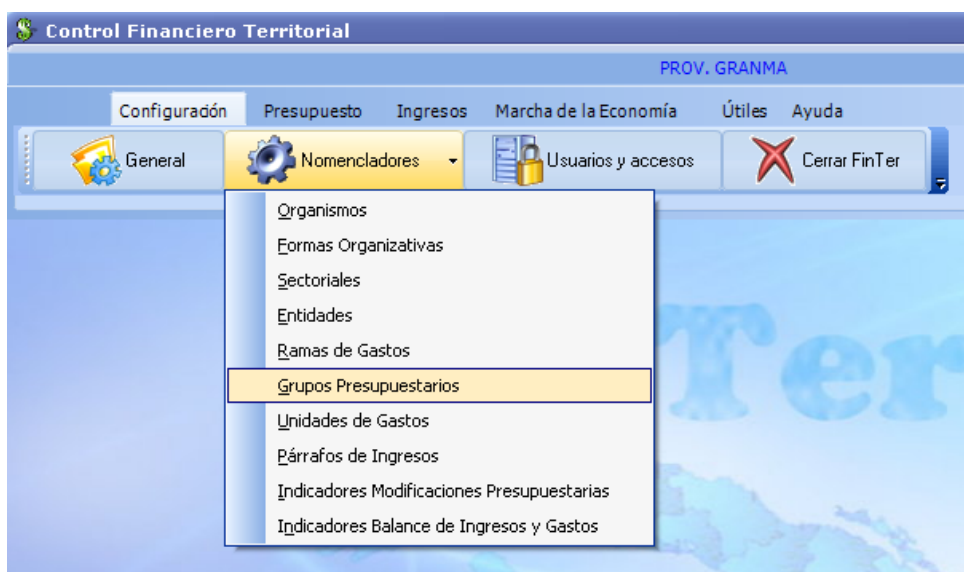 Control Financiero Territorial
PROV. GRANMA
Configuración Presupuesto Ingresos Marcha de la Economía Útiles Ayuda
General Nomencladores Usuarios y accesos Cerrar FinTer
Organismos
Formas Organizativas
Sectoriales
Entidades
Ramas de Gastos
Grupos Presupuestarios
Unidades de Gastos
Párrafos de Ingresos
Indicadores Modificaciones Presupuestarias
Indicadores Balance de Ingresos y Gastos
Ter